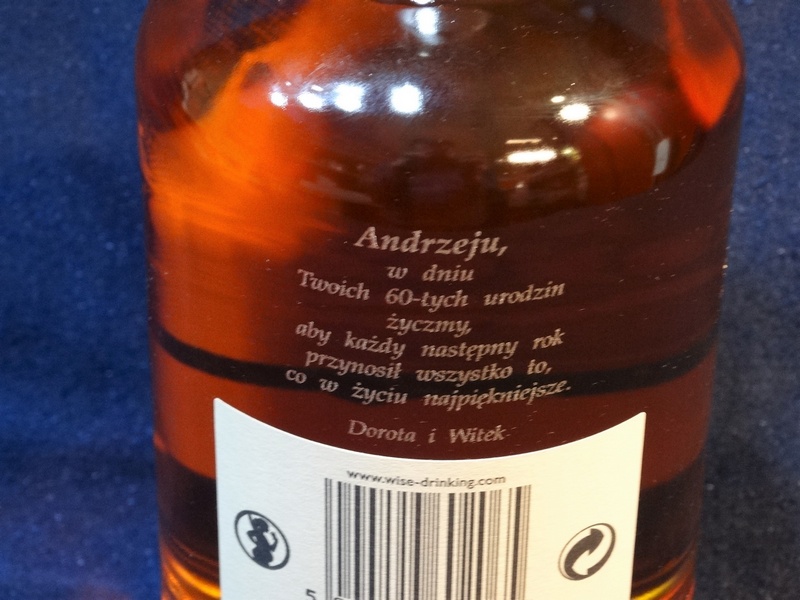 Andrzeju,
w dniu
Twoich 60-tych urodzin
życzmy,
aby każdy następny rok
przynosił wszystko to,
co w życiu najpiękniejsze.
Dorota i Witek
www.wise-drinking.com
5